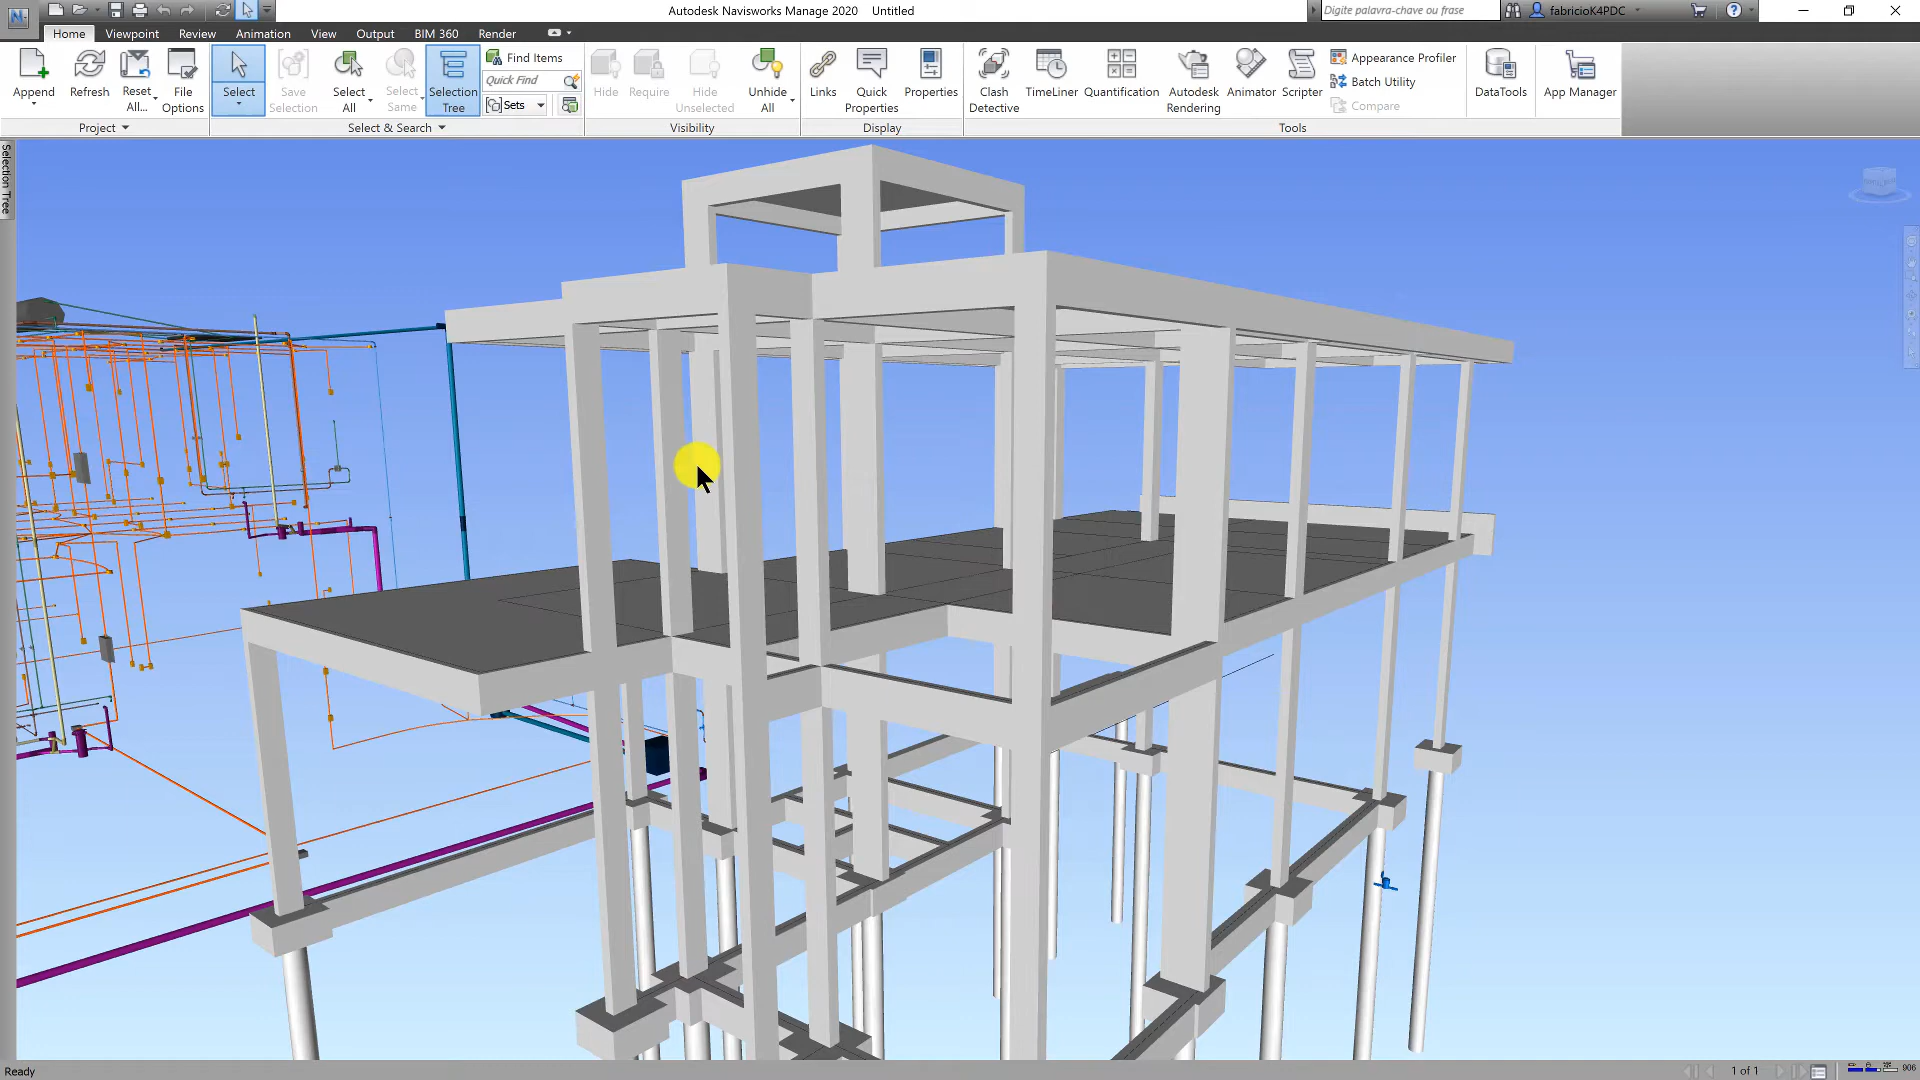 Autodesk Navisworks Manage 2020 Untitled
Digite palavra-chave ou frase
fabricioK4PDC
Home Viewpoint Review Animation View Output BIM 360 Render
Append
Refresh
Reset All...
File Options
Project
Select
Save Selection
Select All
Select Same
Selection Tree
Find Items
Quick Find
Sets
Select & Search
Hide
Require
Hide Unselected
Unhide All
Visibility
Links
Quick Properties
Properties
Display
Clash Detective
TimeLiner
Quantification
Autodesk Rendering
Animator
Scripter
Appearance Profiler
Batch Utility
Compare
Tools
DataTools
App Manager
Selection Tree
Ready
1 of 1
906